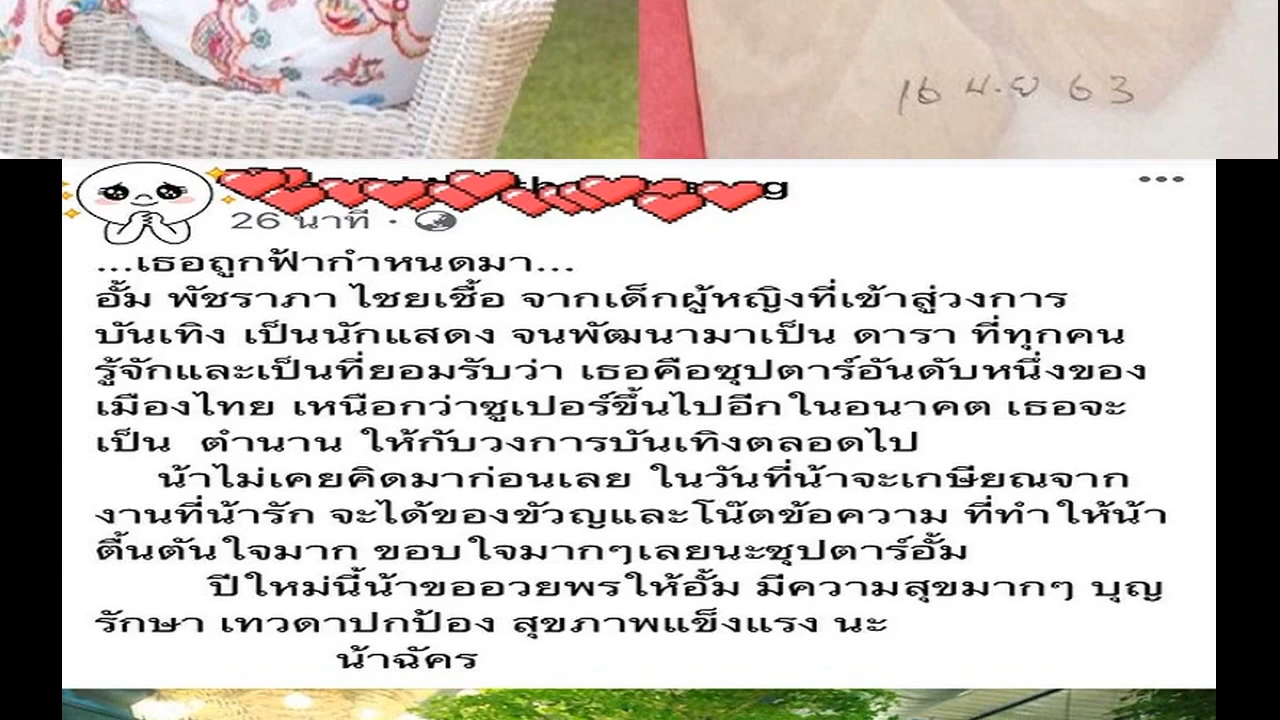 16 เม.ย 63
26 นาที ·
...เธอถูกฟ้ากำหนดมา...
อั้ม พัชราภา ไชยเชื้อ จากเด็กผู้หญิงที่เข้าสู่วงการ
บันเทิง เป็นนักแสดง จนพัฒนามาเป็น ดารา ที่ทุกคน
รู้จักและเป็นที่ยอมรับว่า เธอคือซุปตาร์อันดับหนึ่งของ
เมืองไทย เหนือกว่าซูเปอร์ขึ้นไปอีกในอนาคต เธอจะ
เป็น ตำนาน ให้กับวงการบันเทิงตลอดไป
น้าไม่เคยคิดมาก่อนเลย ในวันที่น้าจะเกษียณจาก
งานที่น้ารัก จะได้ของขัวญและโน๊ตข้อความ ที่ทำให้น้า
ตื้นตันใจมาก ขอบใจมากๆเลยนะซุปตาร์อั้ม
ปีใหม่นี้น้าขออวยพรให้อั้ม มีความสุขมากๆ บุญ
รักษา เทวดาปกป้อง สุขภาพแข็งแรง นะ
น้าฉัคร